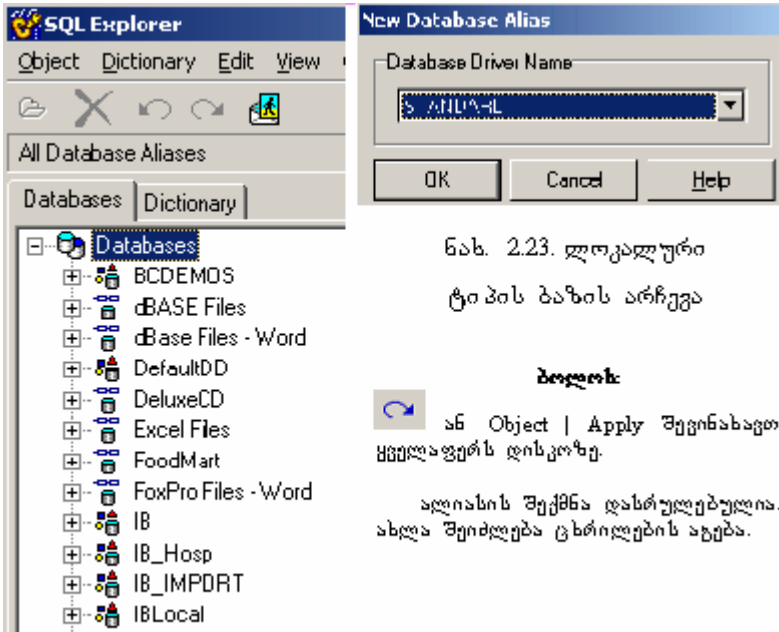 SQL Explorer
Object Dictionary Edit View
All Database Aliases
Databases Dictionary
Databases
BCDEMOS
dBASE Files
dBase Files - Word
DefaultDD
DeluxeCD
Excel Files
FoodMart
FoxPro Files - Word
IB
IB_Hosp
IB_IMPORT
IBLocal
New Database Alias
Database Driver Name
STANDARD
OK Cancel Help
ნახ. 2.23. ლოკალური
ტიპის ბაზის არჩევა
ბოლოს:
ან Object | Apply შევინახავთ
ყველაფერს დისკოზე.
ალიასის შექმნა დასრულებულია.
ახლა შეიძლება ცხრილების აგება.